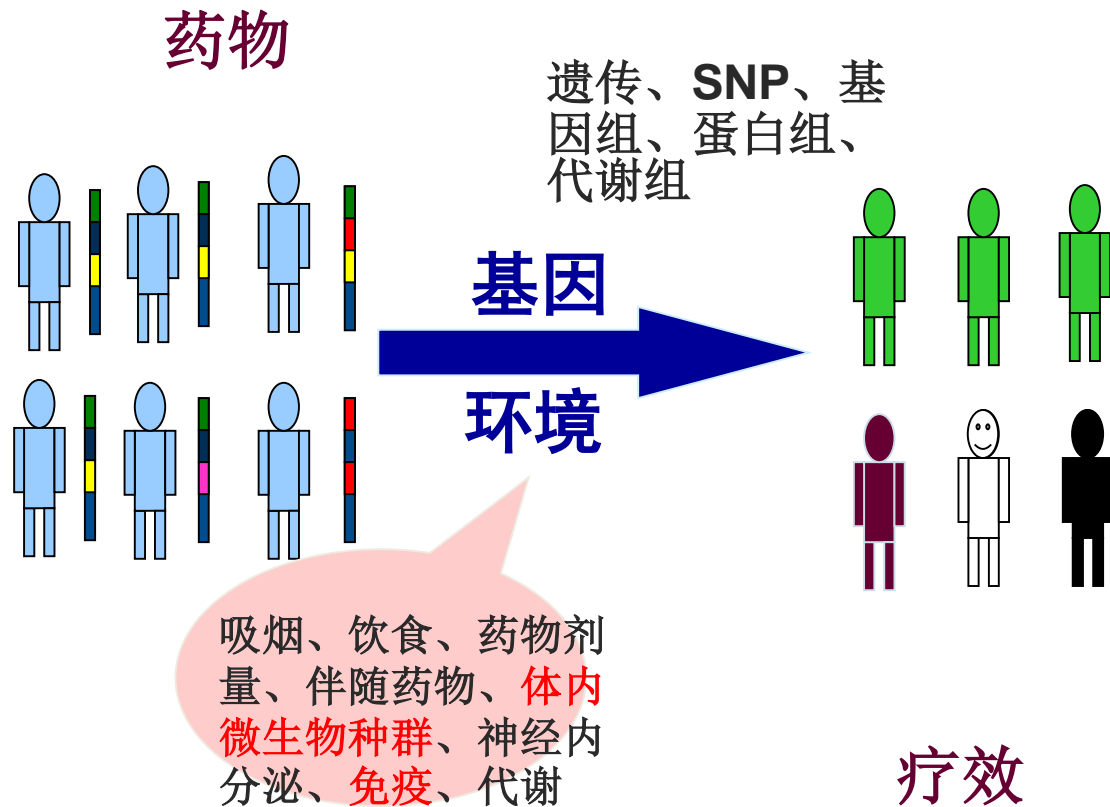 药物
遗传、SNP、基
因组、蛋白组、
代谢组
基因
环境
吸烟、饮食、药物剂
量、伴随药物、体内
微生物种群、神经内
分泌、免疫、代谢
疗效